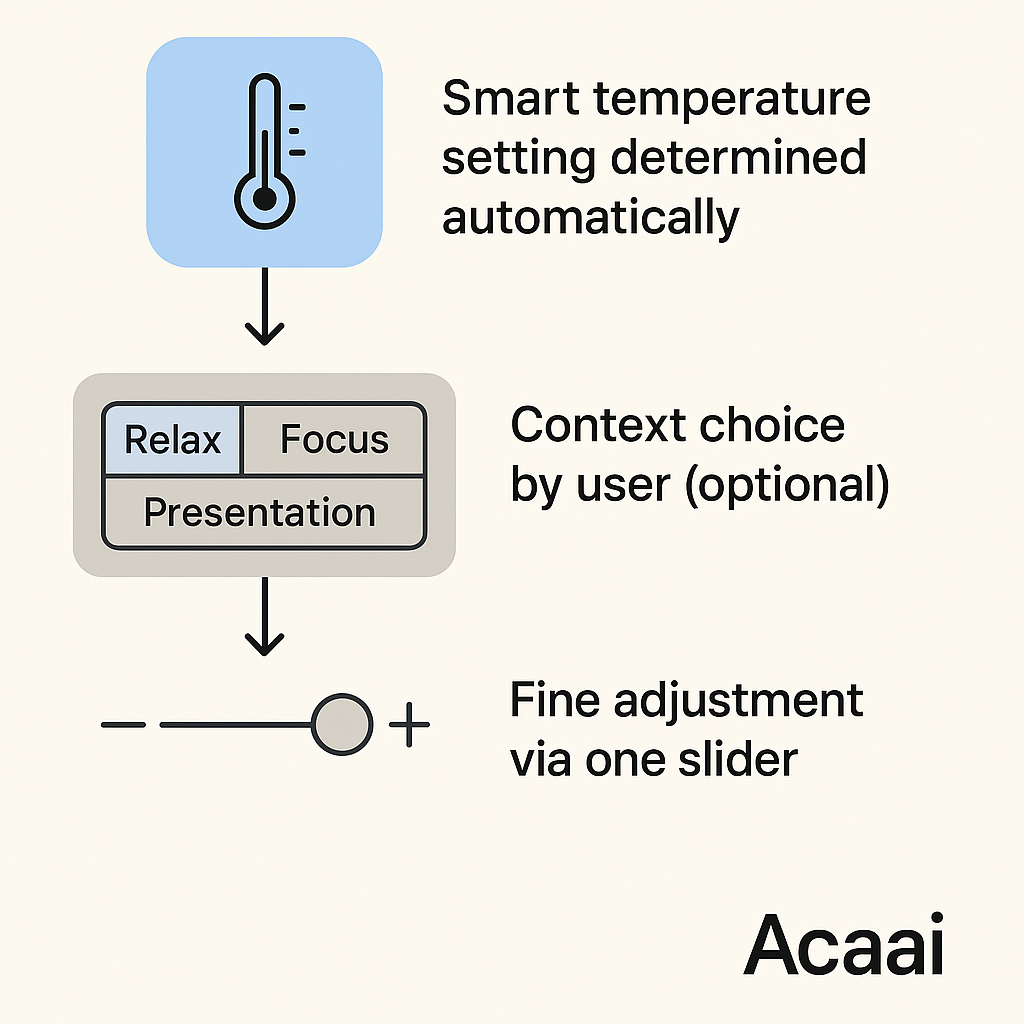 Smart temperature
setting determined
automatically
Relax
Focus
Presentation
Context choice
by user (optional)
Fine adjustment
via one slider
Acaai